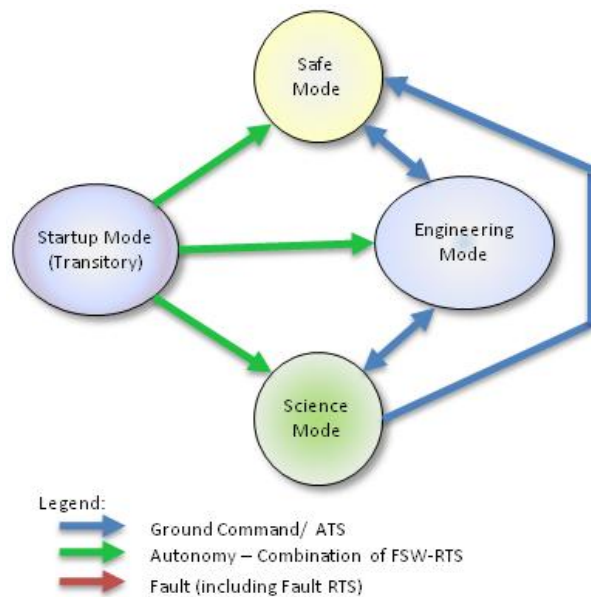 Safe
Mode
Startup Mode
(Transitory)
Engineering
Mode
Science
Mode
Legend:
Ground Command/ ATS
Autonomy – Combination of FSW-RTS
Fault (including Fault RTS)